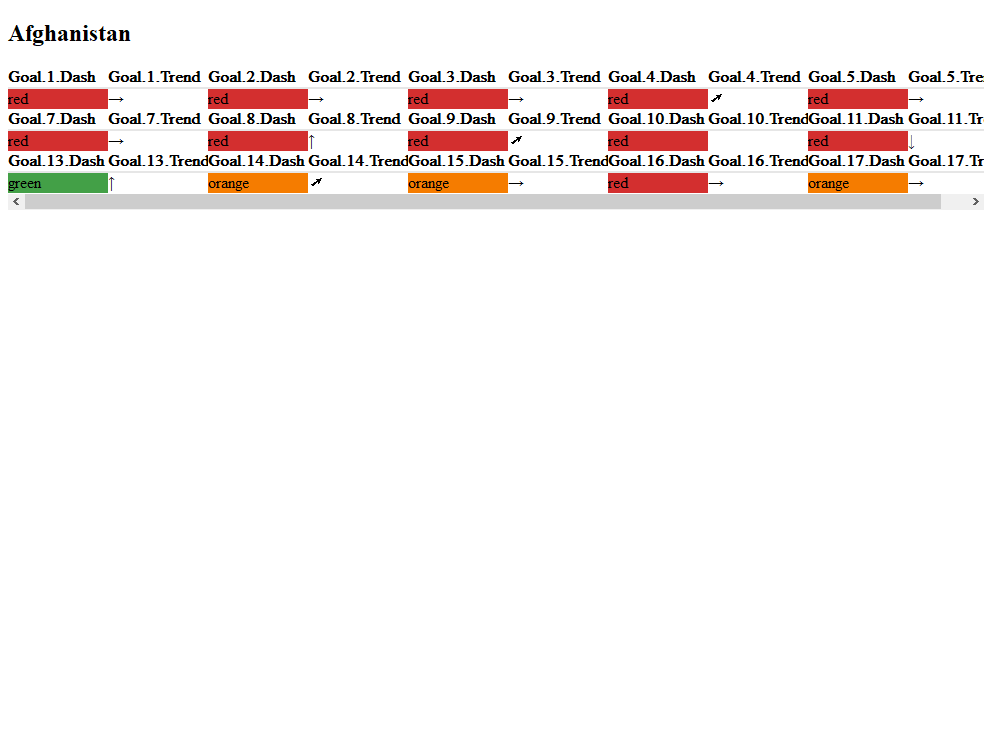 Afghanistan
Goal.1.Dash Goal.1.Trend Goal.2.Dash Goal.2.Trend Goal.3.Dash Goal.3.Trend Goal.4.Dash Goal.4.Trend Goal.5.Dash Goal.5.Tre
red → red → red → red ➚ red →
Goal.7.Dash Goal.7.Trend Goal.8.Dash Goal.8.Trend Goal.9.Dash Goal.9.Trend Goal.10.Dash Goal.10.Trend Goal.11.Dash Goal.11.Tr
red → red ↑ red ➚ red red ↓
Goal.13.Dash Goal.13.Trend Goal.14.Dash Goal.14.Trend Goal.15.Dash Goal.15.Trend Goal.16.Dash Goal.16.Trend Goal.17.Dash Goal.17.Tr
green ↑ orange ➚ orange → red → orange →